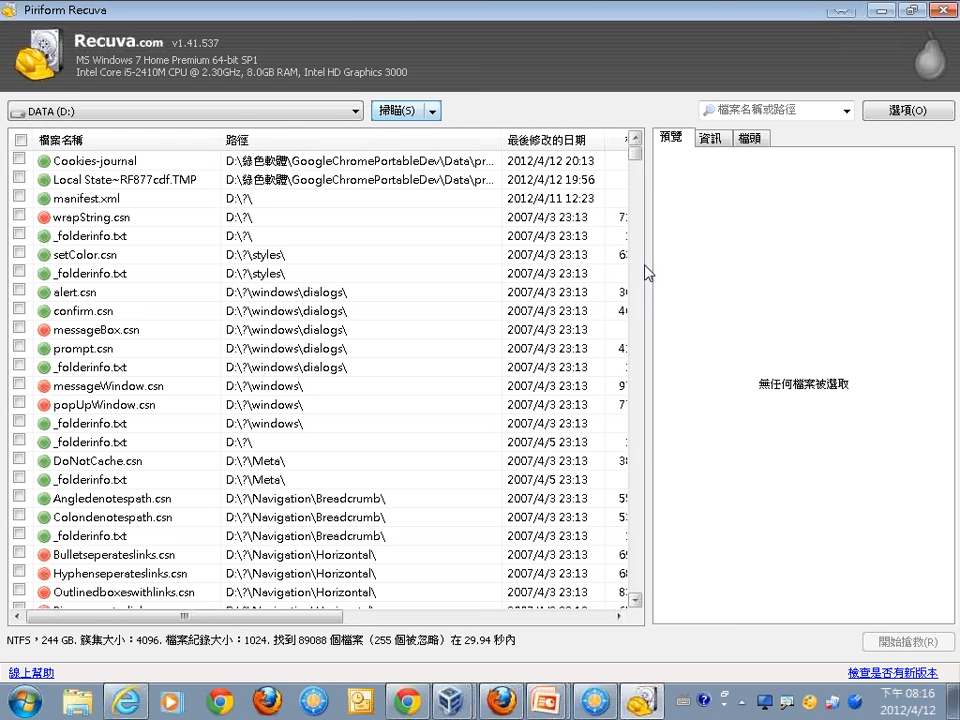 Piriform Recuva
Recuva.com v1.41.537
MS Windows 7 Home Premium 64-bit SP1
Intel Core i5-2410M CPU @ 2.30GHz, 8.0GB RAM, Intel HD Graphics 3000
DATA (D:) 掃瞄(S) 檔案名稱或路徑 選項(O)
檔案名稱 路徑 最後修改的日期 預覽 資訊 檔頭
Cookies-journal D:\綠色軟體\GoogleChromePortableDev\Data\pr... 2012/4/12 20:13
Local State~RF877cdf.TMP D:\綠色軟體\GoogleChromePortableDev\Data\pr... 2012/4/12 19:56
manifest.xml D:\?\ 2012/4/11 12:23
wrapString.csn D:\?\ 2007/4/3 23:13
_folderinfo.txt D:\?\ 2007/4/3 23:13
setColor.csn D:\?\styles\ 2007/4/3 23:13
_folderinfo.txt D:\?\styles\ 2007/4/3 23:13
alert.csn D:\?\windows\dialogs\ 2007/4/3 23:13
confirm.csn D:\?\windows\dialogs\ 2007/4/3 23:13
messageBox.csn D:\?\windows\dialogs\ 2007/4/3 23:13
prompt.csn D:\?\windows\dialogs\ 2007/4/3 23:13
_folderinfo.txt D:\?\windows\dialogs\ 2007/4/3 23:13
messageWindow.csn D:\?\windows\ 2007/4/3 23:13
無任何檔案被選取
popUpWindow.csn D:\?\windows\ 2007/4/3 23:13
_folderinfo.txt D:\?\windows\ 2007/4/3 23:13
_folderinfo.txt D:\?\ 2007/4/5 23:13
DoNotCache.csn D:\?\Meta\ 2007/4/3 23:13
_folderinfo.txt D:\?\Meta\ 2007/4/5 23:13
Angledenotespath.csn D:\?\Navigation\Breadcrumb\ 2007/4/3 23:13
Colondenotespath.csn D:\?\Navigation\Breadcrumb\ 2007/4/3 23:13
_folderinfo.txt D:\?\Navigation\Breadcrumb\ 2007/4/3 23:13
Bulletseperateslinks.csn D:\?\Navigation\Horizontal\ 2007/4/3 23:13
Hyphenseperateslinks.csn D:\?\Navigation\Horizontal\ 2007/4/3 23:13
Outlinedboxeswithlinks.csn D:\?\Navigation\Horizontal\ 2007/4/3 23:13
NTFS，244 GB. 簇集大小：4096. 檔案紀錄大小：1024. 找到 89088 個檔案（255 個被忽略）在 29.94 秒內 開始搶救(R)
線上幫助 檢查是否有新版本
下午 08:16
2012/4/12